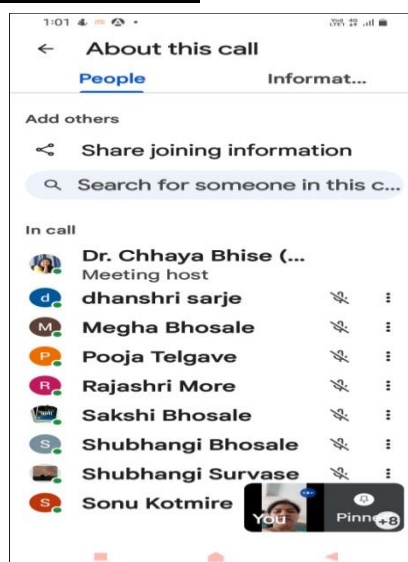 1:01
← About this call
People Informat...
Add others
Share joining information
Search for someone in this c...
In call
Dr. Chhaya Bhise (...
Meeting host
d dhanshri sarje
M Megha Bhosale
P Pooja Telgave
R Rajashri More
Sakshi Bhosale
S Shubhangi Bhosale
Shubhangi Survase
S Sonu Kotmire
You Pinne +8